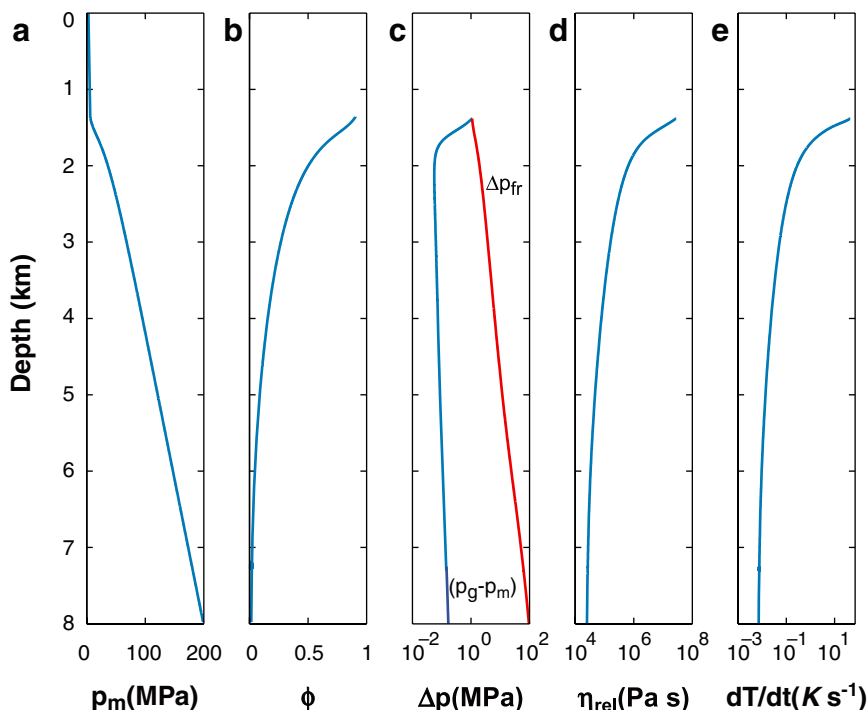 a b c d e
0
1
2
3
4
5
6
7
8
Depth (km)
Δp_fr
(p_g-p_m)
0 100 200
0 0.5 1
10^−2 10^0 10^2
10^4 10^6 10^8
10^−3 10^−1 10^1
p_m(MPa)
ϕ
Δp(MPa)
η_rel(Pa s)
dT/dt(K s^-1)